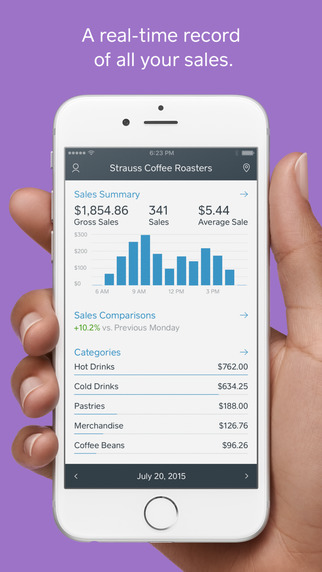 A real-time record
of all your sales.
6:23 PM
Strauss Coffee Roasters
Sales Summary
$1,854.86 341 $5.44
Gross Sales Sales Average Sale
$300
$200
$100
$0
6 AM 9 AM 12 PM 3 PM
Sales Comparisons
+10.2% vs. Previous Monday
Categories
Hot Drinks $762.00
Cold Drinks $634.25
Pastries $188.00
Merchandise $126.76
Coffee Beans $96.26
July 20, 2015